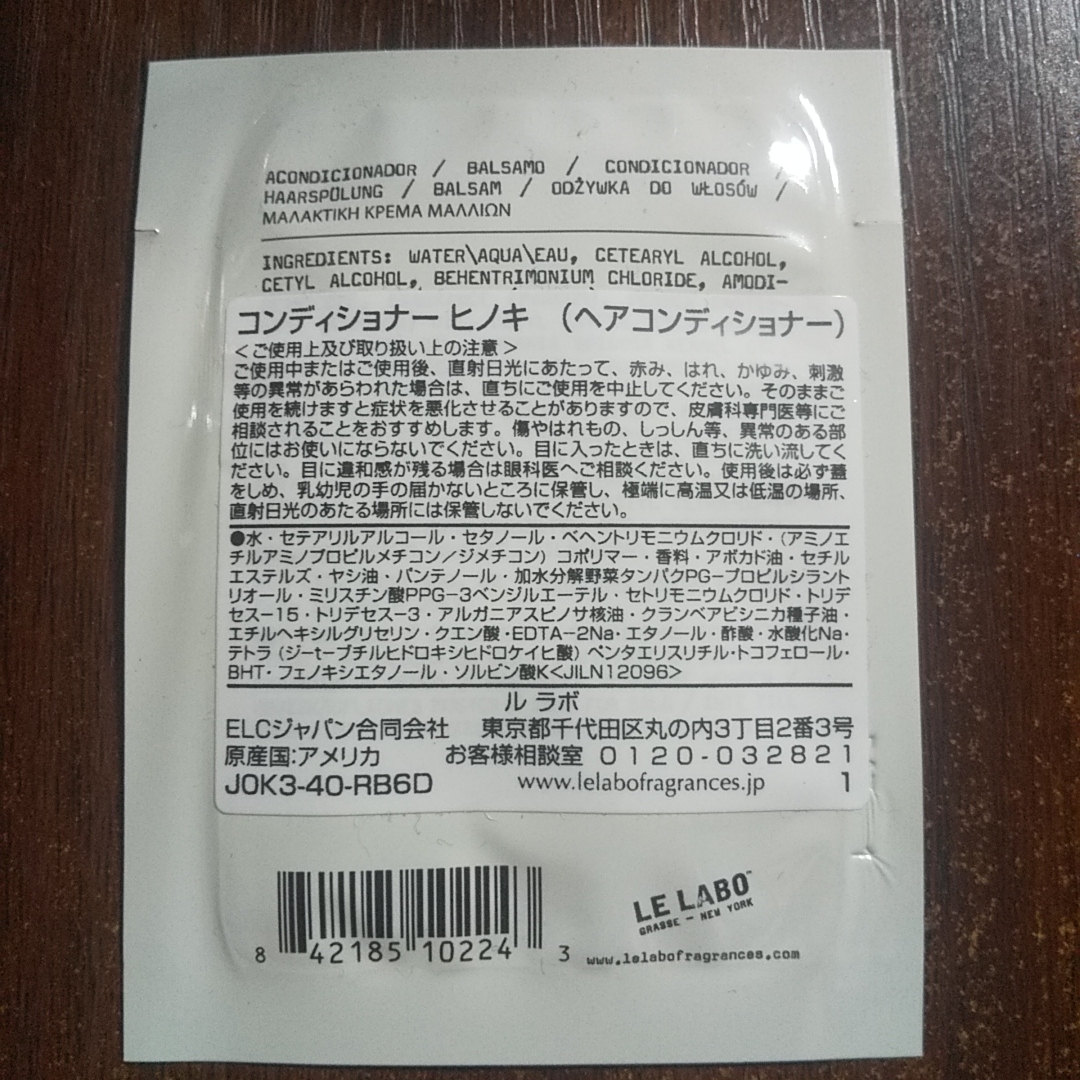 ACONDICIONADOR / BALSAMO / CONDICIONADOR /
HAARSPÜLUNG / BALSAM / ODŻYWKA DO WŁOSÓW /
ΜΑΛΑΚΤΙΚΗ ΚΡΕΜΑ ΜΑΛΛΙΩΝ
INGREDIENTS: WATER\AQUA\EAU, CETEARYL ALCOHOL,
CETYL ALCOHOL, BEHENTRIMONIUM CHLORIDE, AMODI-
コンディショナー ヒノキ （ヘアコンディショナー）
＜ご使用上及び取り扱い上の注意＞
ご使用中またはご使用後、直射日光にあたって、赤み、はれ、かゆみ、刺激
等の異常があらわれた場合は、直ちにご使用を中止してください。そのままご
使用を続けますと症状を悪化させることがありますので、皮膚科専門医等にご
相談されることをおすすめします。傷やはれもの、しっしん等、異常のある部
位にはお使いにならないでください。目に入ったときは、直ちに洗い流してく
ださい。目に違和感が残る場合は眼科医へご相談ください。使用後は必ず蓋
をしめ、乳幼児の手の届かないところに保管し、極端に高温又は低温の場所、
直射日光のあたる場所には保管しないでください。
●水・セテアリルアルコール・セタノール・ベヘントリモニウムクロリド・（アミノエ
チルアミノプロピルメチコン／ジメチコン）コポリマー・香料・アボカド油・セチル
エステルズ・ヤシ油・パンテノール・加水分解野菜タンパクPG-プロピルシラント
リオール・ミリスチン酸PPG-3ベンジルエーテル・セトリモニウムクロリド・トリデ
セス-15・トリデセス-3・アルガニアスピノサ核油・クランベアビシニカ種子油・
エチルヘキシルグリセリン・クエン酸・EDTA-2Na・エタノール・酢酸・水酸化Na・
テトラ（ジーt-ブチルヒドロキシヒドロケイヒ酸）ペンタエリスリチル・トコフェロール・
BHT・フェノキシエタノール・ソルビン酸K<JILN12096>
ル ラボ
ELCジャパン合同会社 東京都千代田区丸の内3丁目2番3号
原産国:アメリカ お客様相談室 0120-032821
J0K3-40-RB6D www.lelabofragrances.jp 1
8 42185 10224 3
LE LABO™
GRASSE - NEW YORK
www.lelabofragrances.com